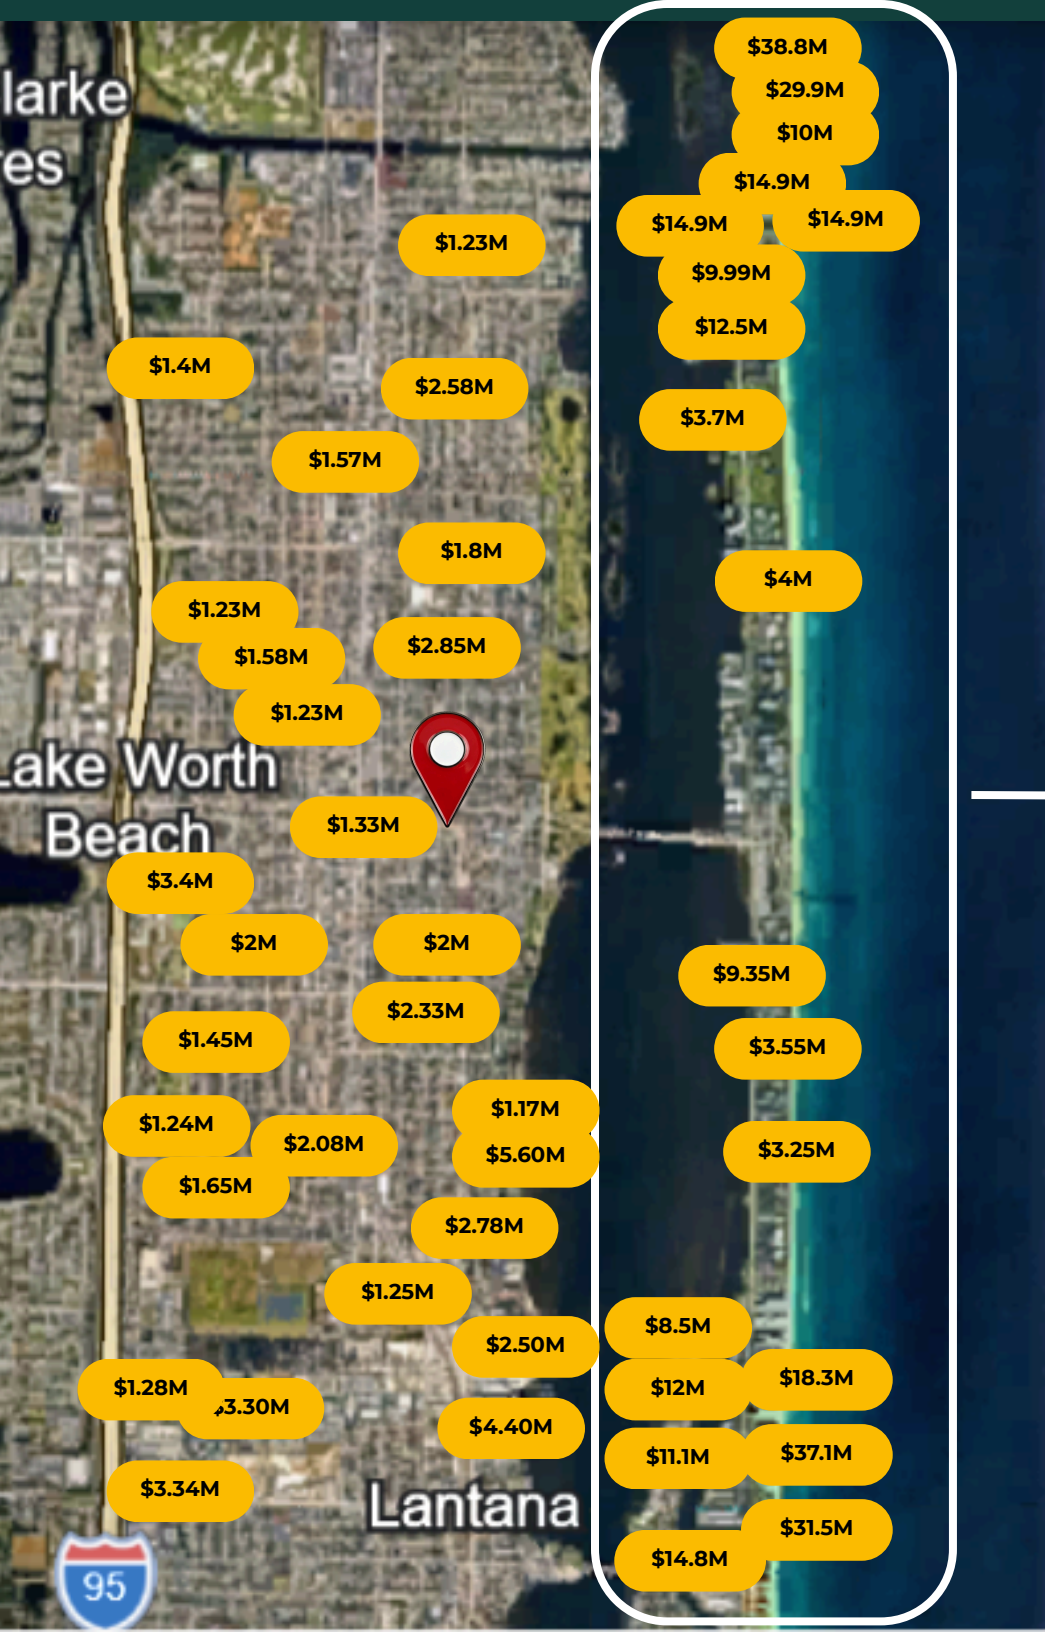 $38.8M
$29.9M
larke
$10M
res
$14.9M
$14.9M
$14.9M
$1.23M
$9.99M
$12.5M
$1.4M
$2.58M
$3.7M
$1.57M
$1.8M
$4M
$1.23M
$2.85M
$1.58M
$1.23M
Lake Worth
Beach
$1.33M
$3.4M
$2M
$2M
$9.35M
$2.33M
$1.45M
$3.55M
$1.17M
$1.24M
$2.08M
$5.60M
$3.25M
$1.65M
$2.78M
$1.25M
$8.5M
$2.50M
$18.3M
$1.28M
$12M
$3.30M
$4.40M
$37.1M
$11.1M
$3.34M
Lantana
$31.5M
$14.8M
95